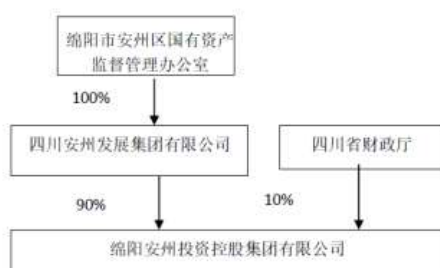 绵阳市安州区国有资产
监督管理办公室
100%
四川安州发展集团有限公司
四川省财政厅
90%
10%
绵阳安州投资控股集团有限公司